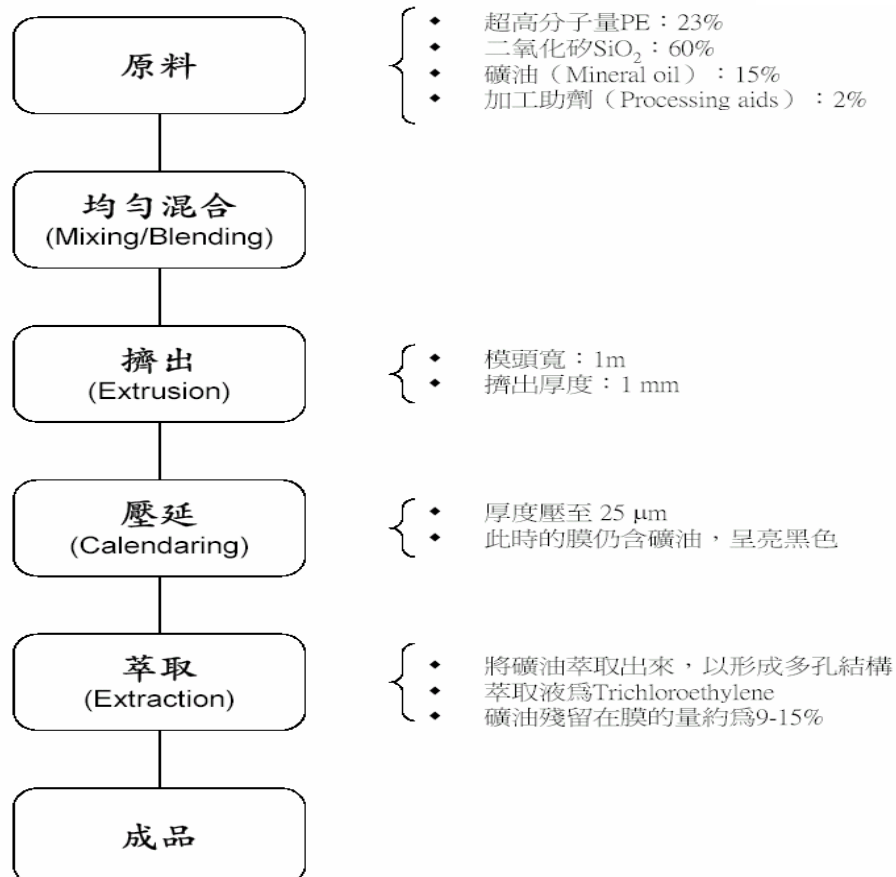 原料
◆ 超高分子量PE：23%
◆ 二氧化矽SiO₂：60%
◆ 礦油（Mineral oil）：15%
◆ 加工助劑（Processing aids）：2%
均勻混合
(Mixing/Blending)
擠出
(Extrusion)
◆ 模頭寬：1m
◆ 擠出厚度：1 mm
壓延
(Calendaring)
◆ 厚度壓至 25 μm
◆ 此時的膜仍含礦油，呈亮黑色
萃取
(Extraction)
◆ 將礦油萃取出來，以形成多孔結構
◆ 萃取液爲Trichloroethylene
◆ 礦油殘留在膜的量約爲9-15%
成品